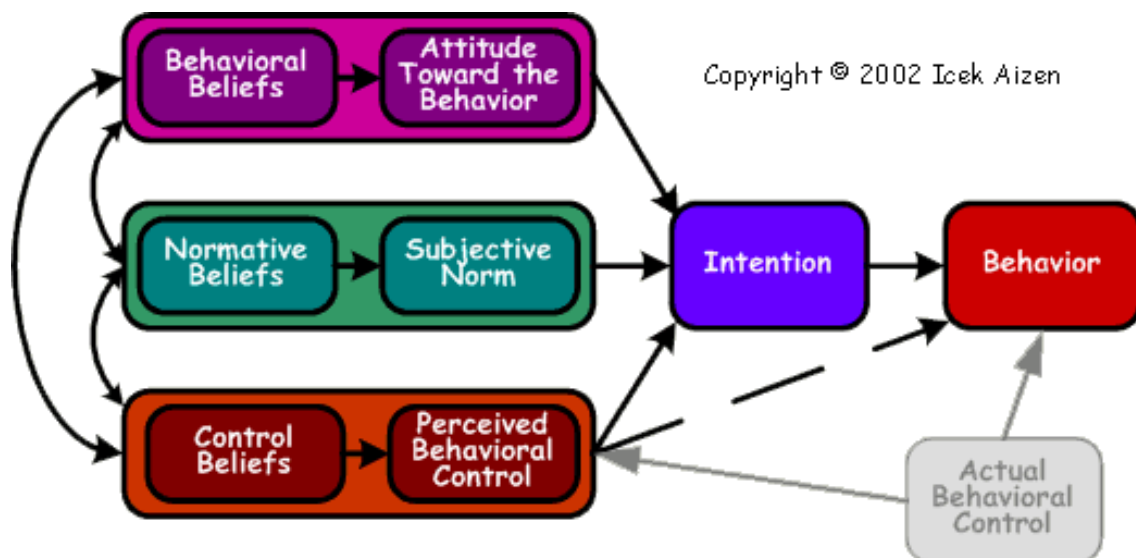 Behavioral
Beliefs
Attitude
Toward the
Behavior
Copyright © 2002 Icek Aizen
Normative
Beliefs
Subjective
Norm
Intention
Behavior
Control
Beliefs
Perceived
Behavioral
Control
Actual
Behavioral
Control